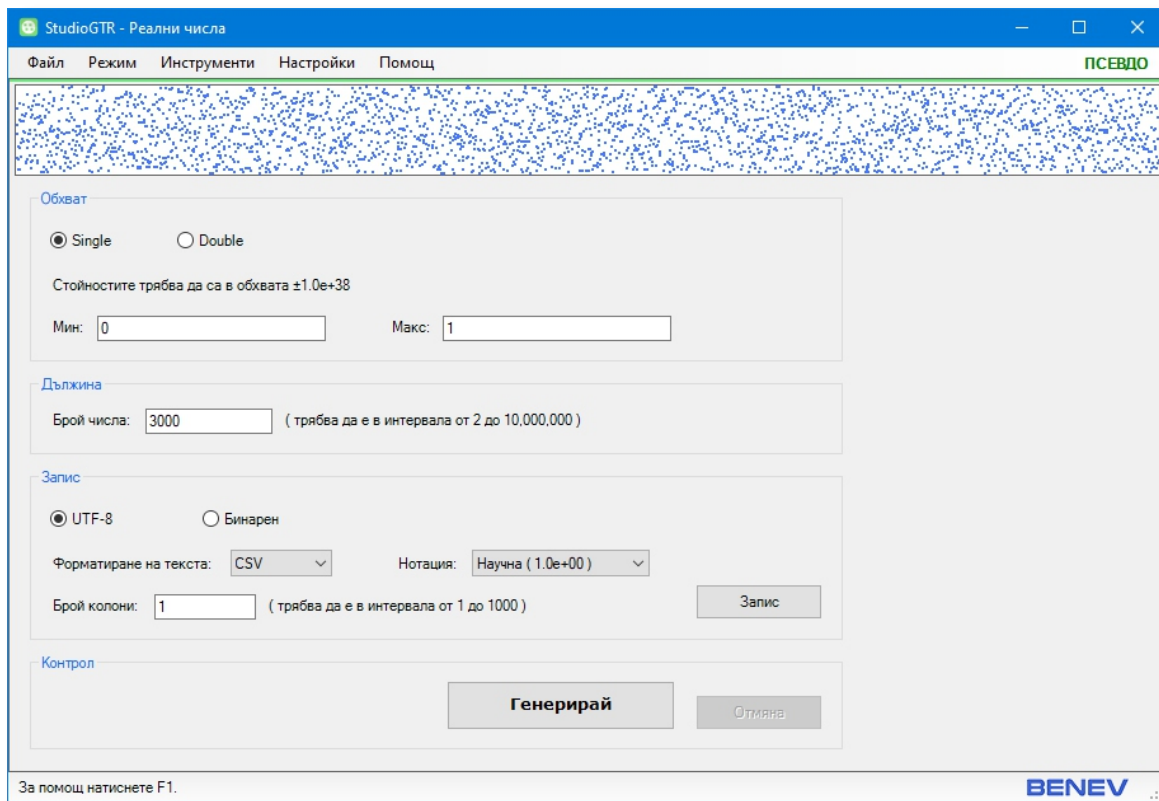 StudioGTR - Реални числа
Файл Режим Инструменти Настройки Помощ ПСЕВДО
Обхват
Single Double
Стойностите трябва да са в обхвата ±1.0e+38
Мин: 0 Макс: 1
Дължина
Брой числа: 3000 ( трябва да е в интервала от 2 до 10,000,000 )
Запис
UTF-8 Бинарен
Форматиране на текста: CSV Нотация: Научна ( 1.0e+00 )
Брой колони: 1 ( трябва да е в интервала от 1 до 1000 ) Запис
Контрол
Генерирай Отмяна
За помощ натиснете F1. BENEV